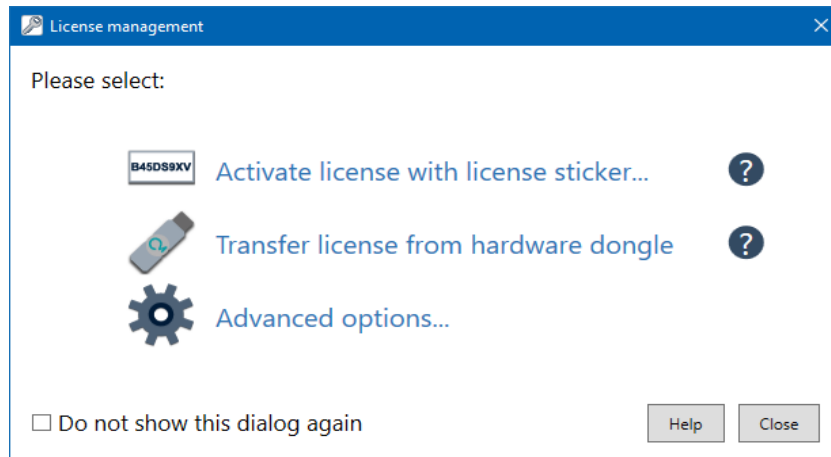 License management
Please select:
B45DS9XV
Activate license with license sticker...
?
Transfer license from hardware dongle
?
Advanced options...
Do not show this dialog again
Help
Close